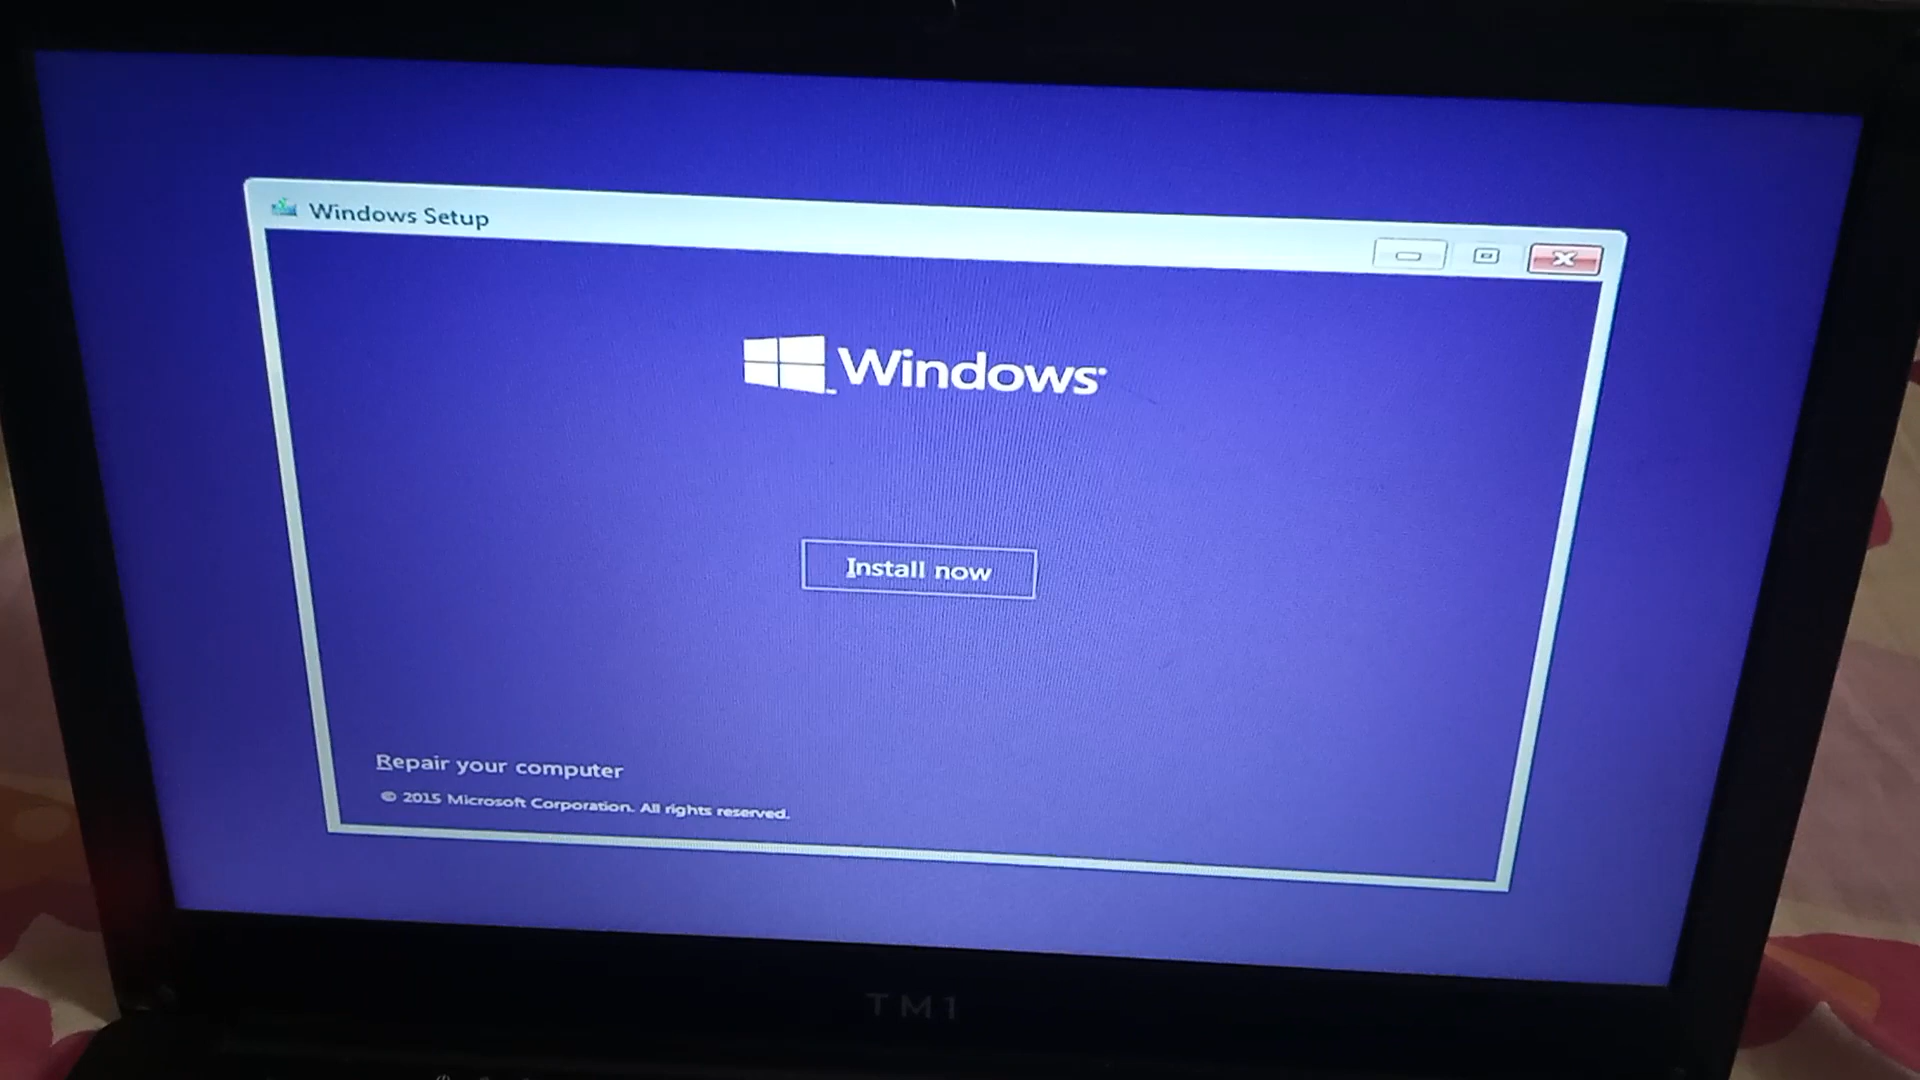 Windows Setup
Windows
Install now
Repair your computer
© 2015 Microsoft Corporation. All rights reserved.
TM1